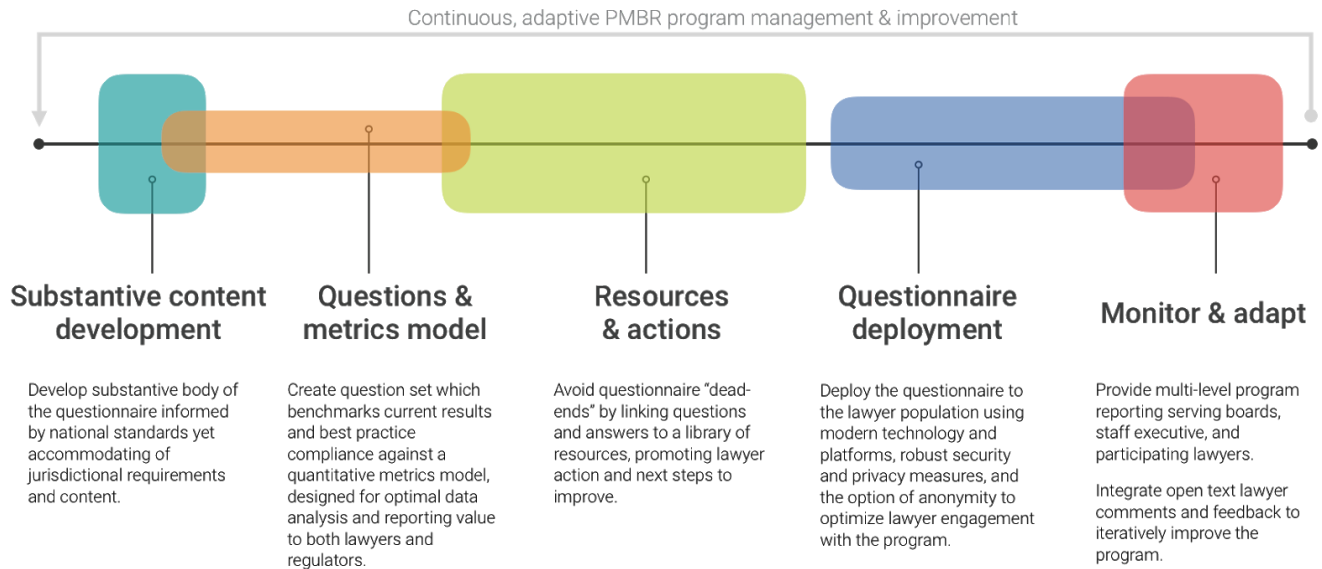 Continuous, adaptive PMBR program management & improvement
Substantive content
development
Develop substantive body of
the questionnaire informed
by national standards yet
accommodating of
jurisdictional requirements
and content.
Questions &
metrics model
Create question set which
benchmarks current results
and best practice
compliance against a
quantitative metrics model,
designed for optimal data
analysis and reporting value
to both lawyers and
regulators.
Resources
& actions
Avoid questionnaire “dead-
ends” by linking questions
and answers to a library of
resources, promoting lawyer
action and next steps to
improve.
Questionnaire
deployment
Deploy the questionnaire to
the lawyer population using
modern technology and
platforms, robust security
and privacy measures, and
the option of anonymity to
optimize lawyer engagement
with the program.
Monitor & adapt
Provide multi-level program
reporting serving boards,
staff executive, and
participating lawyers.
Integrate open text lawyer
comments and feedback to
iteratively improve the
program.